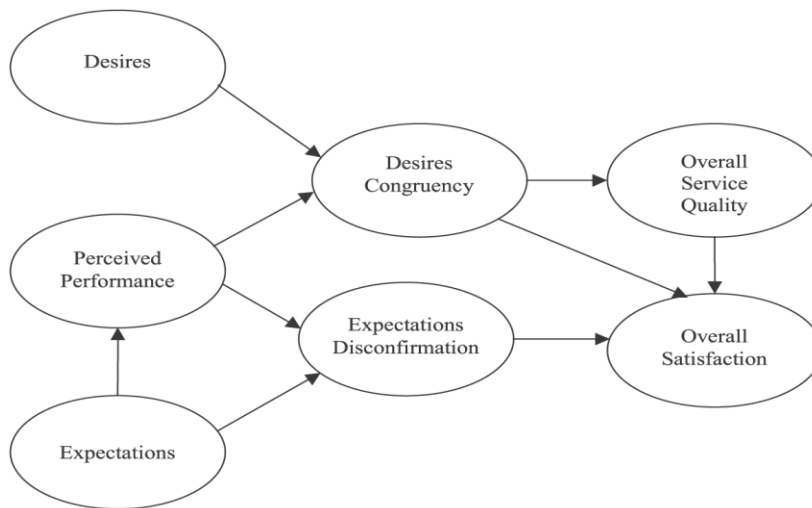 Desires
Desires
Congruency
Overall
Service
Quality
Perceived
Performance
Expectations
Disconfirmation
Overall
Satisfaction
Expectations